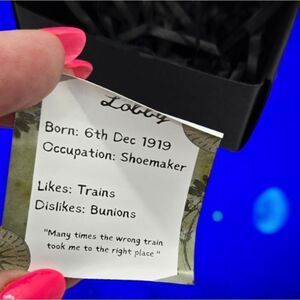 Lobby
Born: 6th Dec 1919
Occupation: Shoemaker
Likes: Trains
Dislikes: Bunions
"Many times the wrong train
took me to the right place"